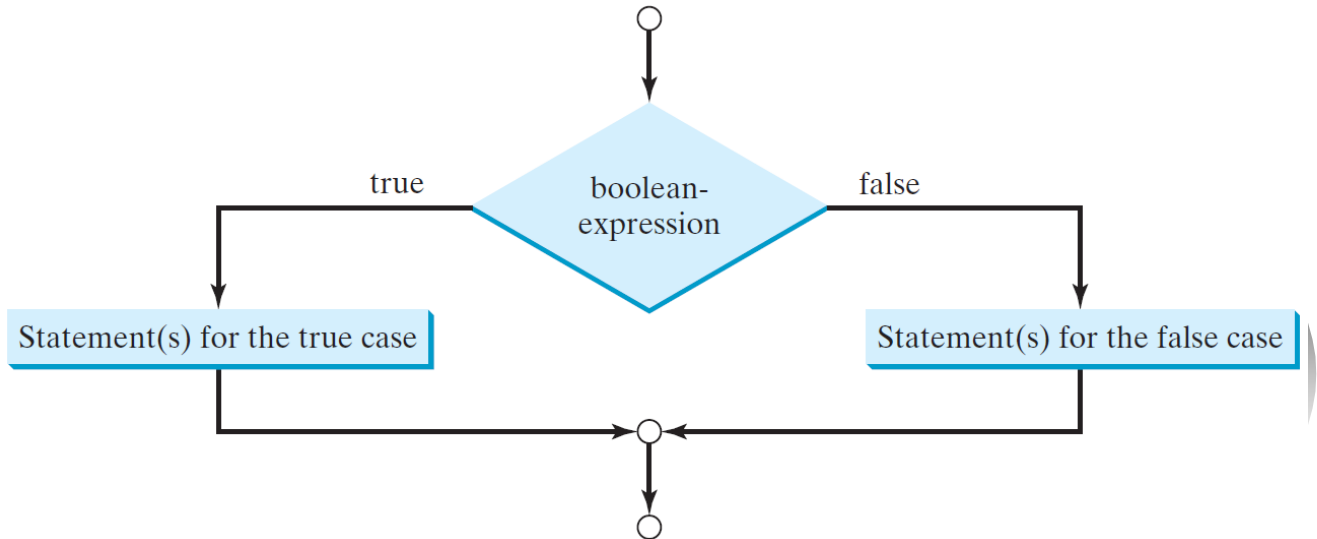 true
boolean-
expression
false
Statement(s) for the true case
Statement(s) for the false case